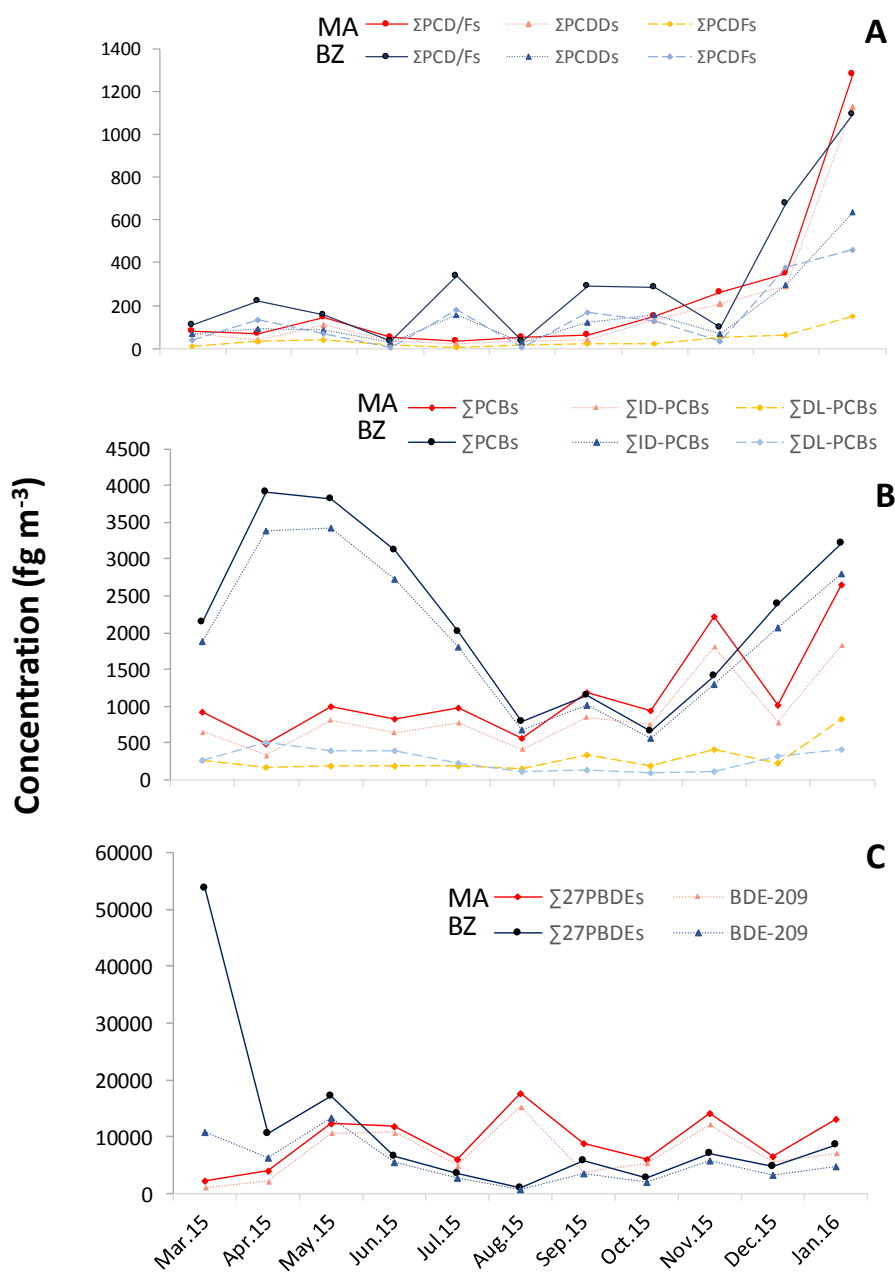 MA ΣPCD/Fs ΣPCDDs ΣPCDFs A
BZ ΣPCD/Fs ΣPCDDs ΣPCDFs
1400
1200
1000
800
600
400
200
0
MA ∑PCBs ∑ID-PCBs ∑DL-PCBs
BZ ∑PCBs ∑ID-PCBs ∑DL-PCBs
B
4500
4000
3500
3000
2500
2000
1500
1000
500
0
Concentration (fg m⁻³)
C
60000
50000
40000
30000
20000
10000
0
MA ∑27PBDEs BDE-209
BZ ∑27PBDEs BDE-209
Mar.15 Apr.15 May.15 Jun.15 Jul.15 Aug.15 Sep.15 Oct.15 Nov.15 Dec.15 Jan.16